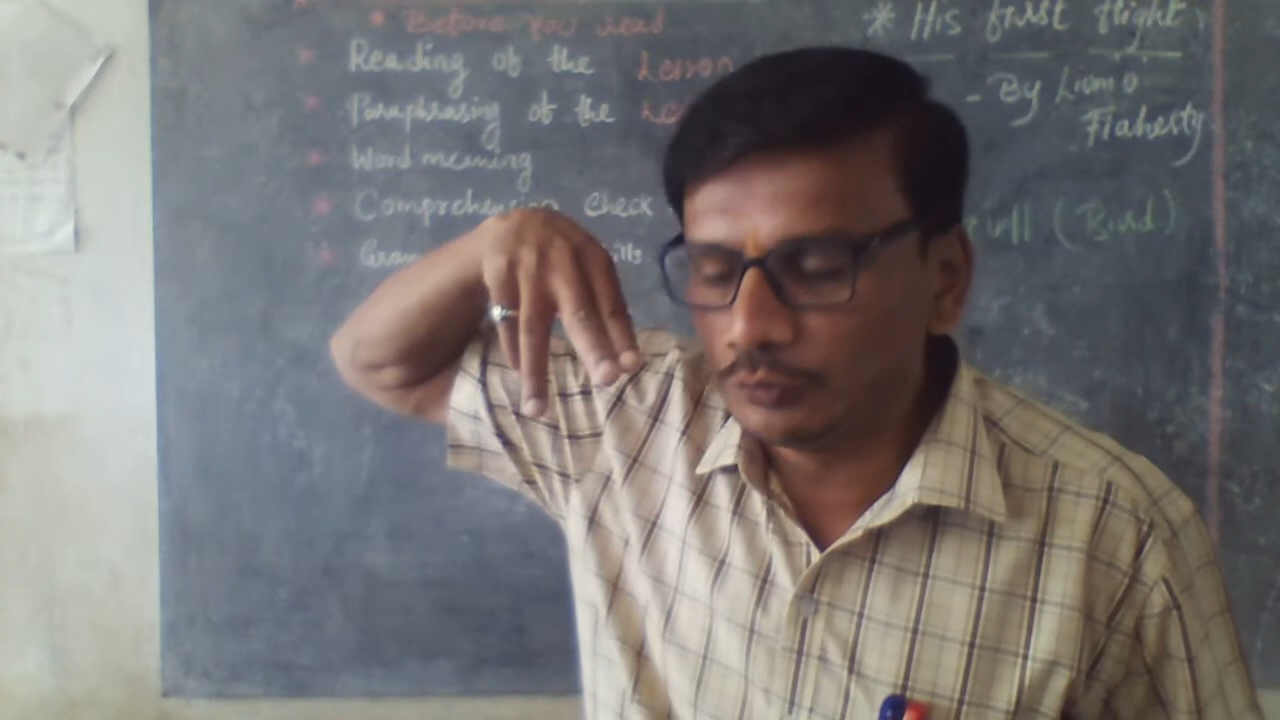 * Before you read
* Reading of the Lesson
* Paraphrasing of the
* Word meaning
* Comprehension Check
* His first flight
- By Liamo
Flahesty
(Bird)